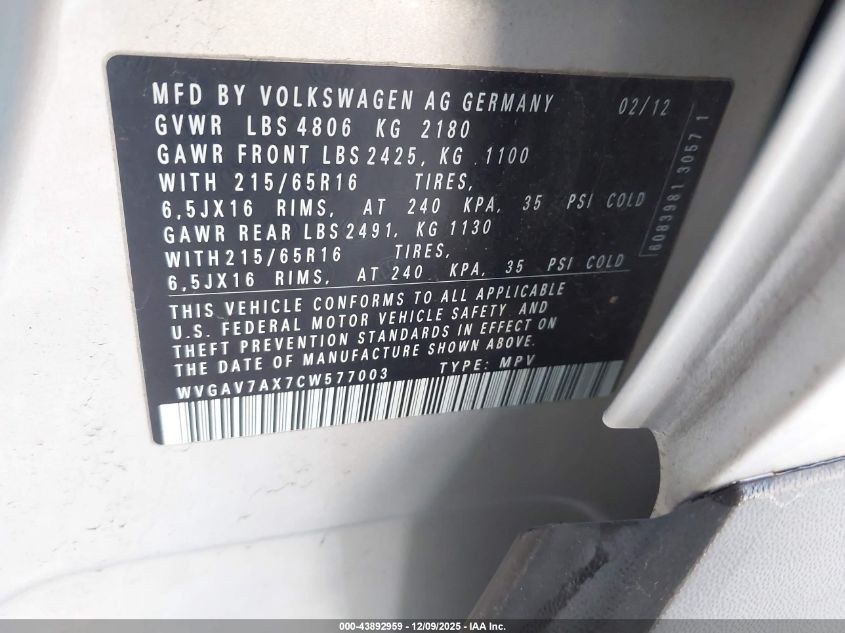 MFD BY VOLKSWAGEN AG GERMANY 02/12
GVWR LBS 4806 KG 2180
GAWR FRONT LBS 2425, KG 1100
WITH 215/65R16 TIRES,
6,5JX16 RIMS, AT 240 KPA, 35 PSI COLD
GAWR REAR LBS 2491, KG 1130
WITH 215/65R16 TIRES,
6,5JX16 RIMS, AT 240 KPA, 35 PSI COLD
THIS VEHICLE CONFORMS TO ALL APPLICABLE
U.S. FEDERAL MOTOR VEHICLE SAFETY, AND
THEFT PREVENTION STANDARDS IN EFFECT ON
THE DATE OF MANUFACTURE SHOWN ABOVE.
WVGAV7AX7CW577003 TYPE: MPV
6083981 3057 1
000-43892959 - 12/09/2025 - IAA Inc.